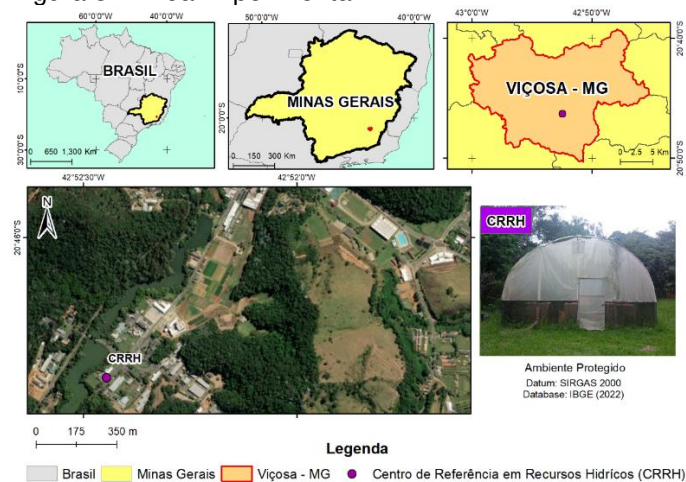 50°0'0"W
40°0'0"W
43°0'0"W
42°50'0"W
60°0'0"W
40°0'0"W
BRASIL
10°0'0"S
30°0'0"S
0 650 1,300 Km
MINAS GERAIS
20°0'0"S
0 150 300 Km
VIÇOSA - MG
20°40'0"S
20°50'0"S
0 2.5 5 Km
42°52'30"W
42°52'0"W
N
20°46'0"S
CRRH
CRRH
Ambiente Protegido
Datum: SIRGAS 2000
Database: IBGE (2022)
0 175 350 m
Legenda
Brasil
Minas Gerais
Viçosa - MG
Centro de Referência em Recursos Hidrícos (CRRH)